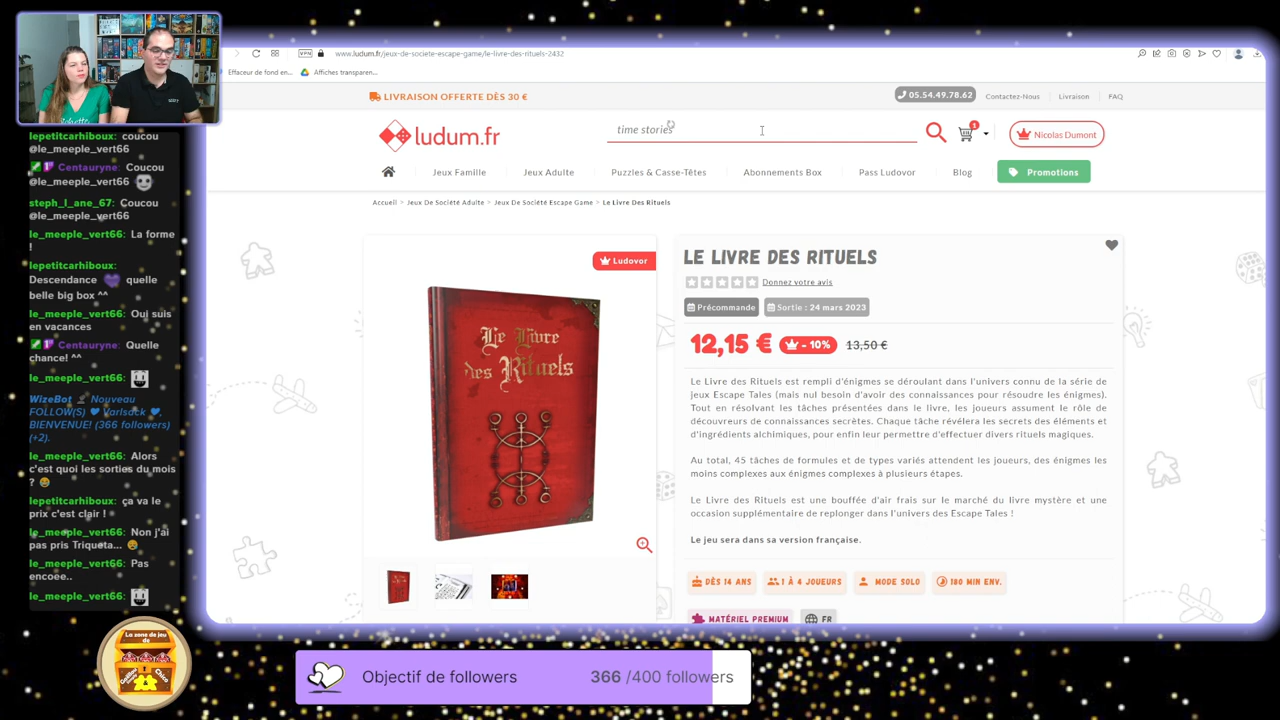 VPN
www.ludum.fr/jeux-de-societe-escape-game/le-livre-des-rituels-2432
Effaceur de fond en...
Affiches transparen...
LIVRAISON OFFERTE DÈS 30 €
05.54.49.78.62
Contactez-Nous
Livraison
FAQ
ludum.fr
time stories
1
Nicolas Dumont
Jeux Famille
Jeux Adulte
Puzzles & Casse-Têtes
Abonnements Box
Pass Ludovor
Blog
Promotions
Accueil > Jeux De Société Adulte > Jeux De Société Escape Game > Le Livre Des Rituels
Ludovor
Le Livre
des Rituels
LE LIVRE DES RITUELS
Donnez votre avis
Précommande
Sortie : 24 mars 2023
12,15 €
- 10%
13,50 €
Le Livre des Rituels est rempli d'énigmes se déroulant dans l'univers connu de la série de
jeux Escape Tales (mais nul besoin d'avoir des connaissances pour résoudre les énigmes).
Tout en résolvant les tâches présentées dans le livre, les joueurs assument le rôle de
découvreurs de connaissances secrètes. Chaque tâche révélera les secrets des éléments et
d'ingrédients alchimiques, pour enfin leur permettre d'effectuer divers rituels magiques.
Au total, 45 tâches de formules et de types variés attendent les joueurs, des énigmes les
moins complexes aux énigmes complexes à plusieurs étapes.
Le Livre des Rituels est une bouffée d'air frais sur le marché du livre mystère et une
occasion supplémentaire de replonger dans l'univers des Escape Tales !
Le jeu sera dans sa version française.
DÈS 14 ANS
1 À 4 JOUEURS
MODE SOLO
180 MIN ENV.
MATÉRIEL PREMIUM
FR
lepetitcarhiboux: coucou
@le_meeple_vert66
Centauryne: Coucou
@le_meeple_vert66
steph_l_ane_67: Coucou
@le_meeple_vert66
le_meeple_vert66: La forme
!
lepetitcarhiboux:
Descendance quelle
belle big box ^^
le_meeple_vert66: Oui suis
en vacances
Centauryne: Quelle
chance! ^^
le_meeple_vert66:
WizeBot Nouveau
FOLLOW(S) Varlsack ,
BIENVENUE! (366 followers)
(+2).
le_meeple_vert66: Alors
c'est quoi les sorties du mois
?
lepetitcarhiboux: ça va le
prix c'est clair !
le_meeple_vert66: Non j'ai
pas pris Triqueta...
le_meeple_vert66: Pas
encoee..
le_meeple_vert66:
La zone de jeu
de
Chico
Objectif de followers
366 /400 followers